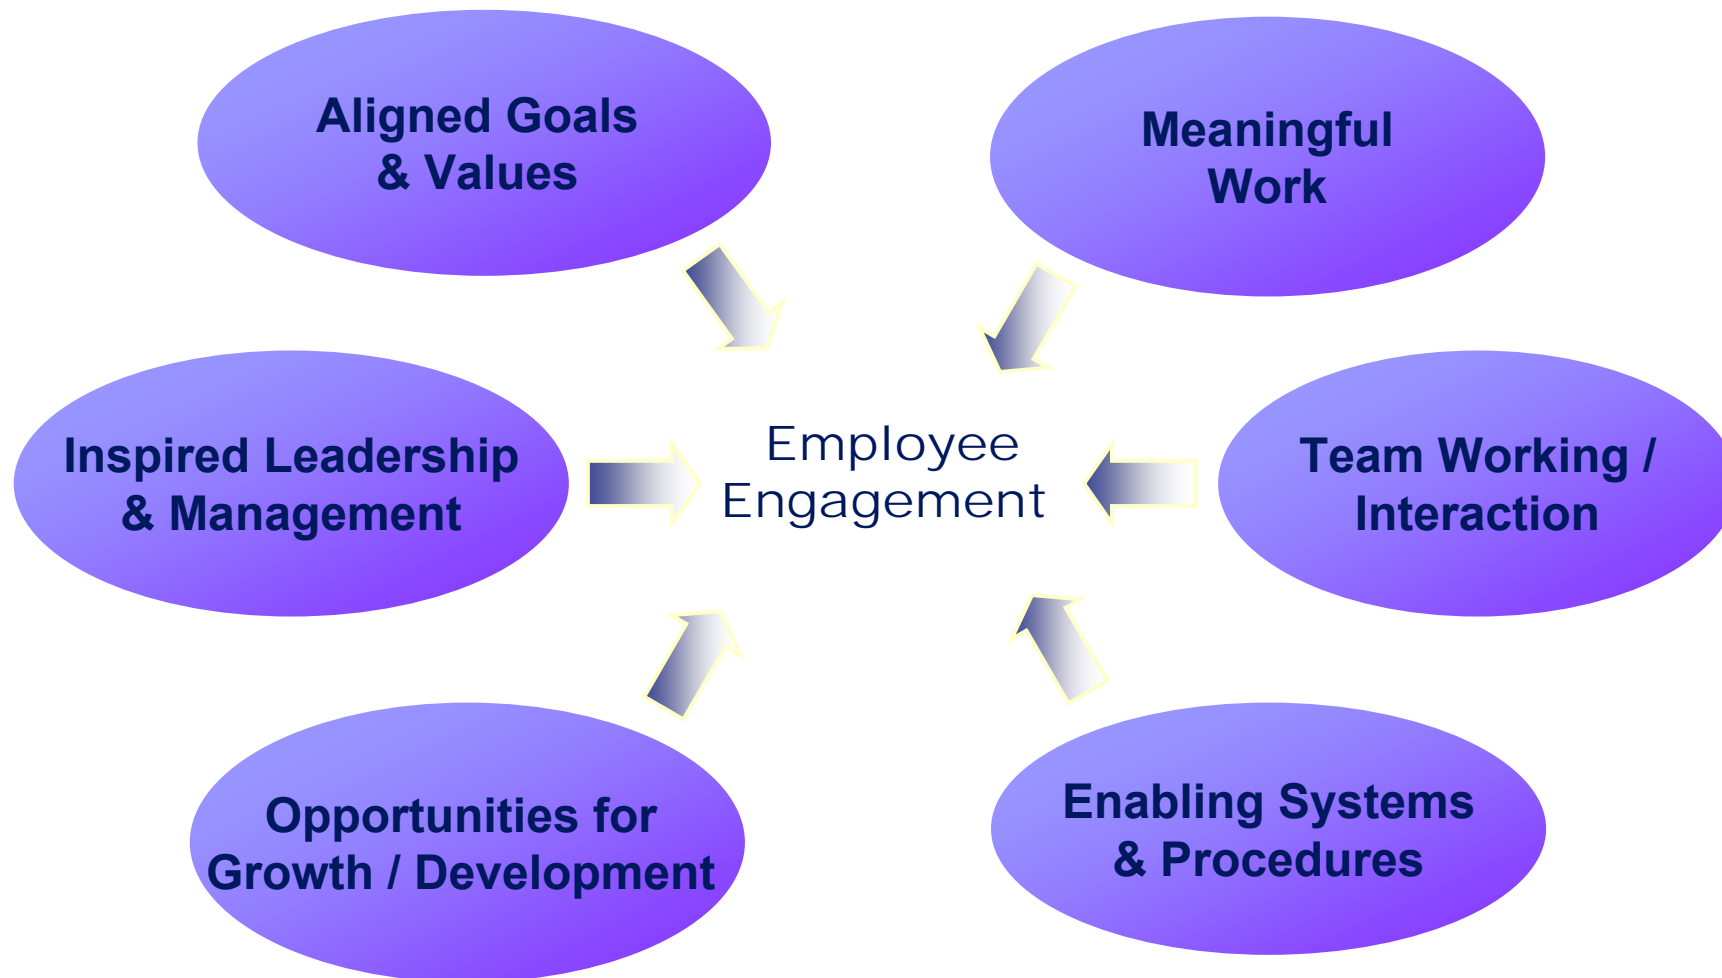 Aligned Goals
& Values
Meaningful
Work
Inspired Leadership
& Management
Employee
Engagement
Team Working /
Interaction
Opportunities for
Growth / Development
Enabling Systems
& Procedures